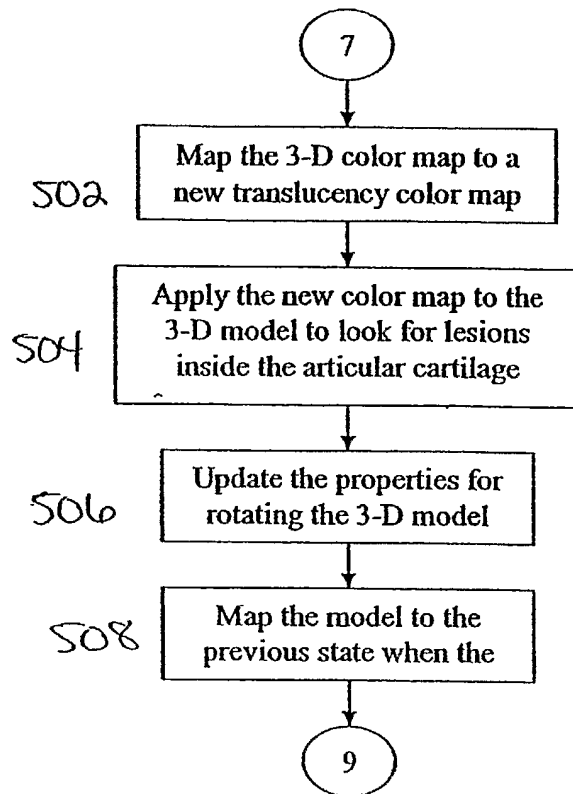 7
502
Map the 3-D color map to a
new translucency color map
504
Apply the new color map to the
3-D model to look for lesions
inside the articular cartilage
506
Update the properties for
rotating the 3-D model
508
Map the model to the
previous state when the
9